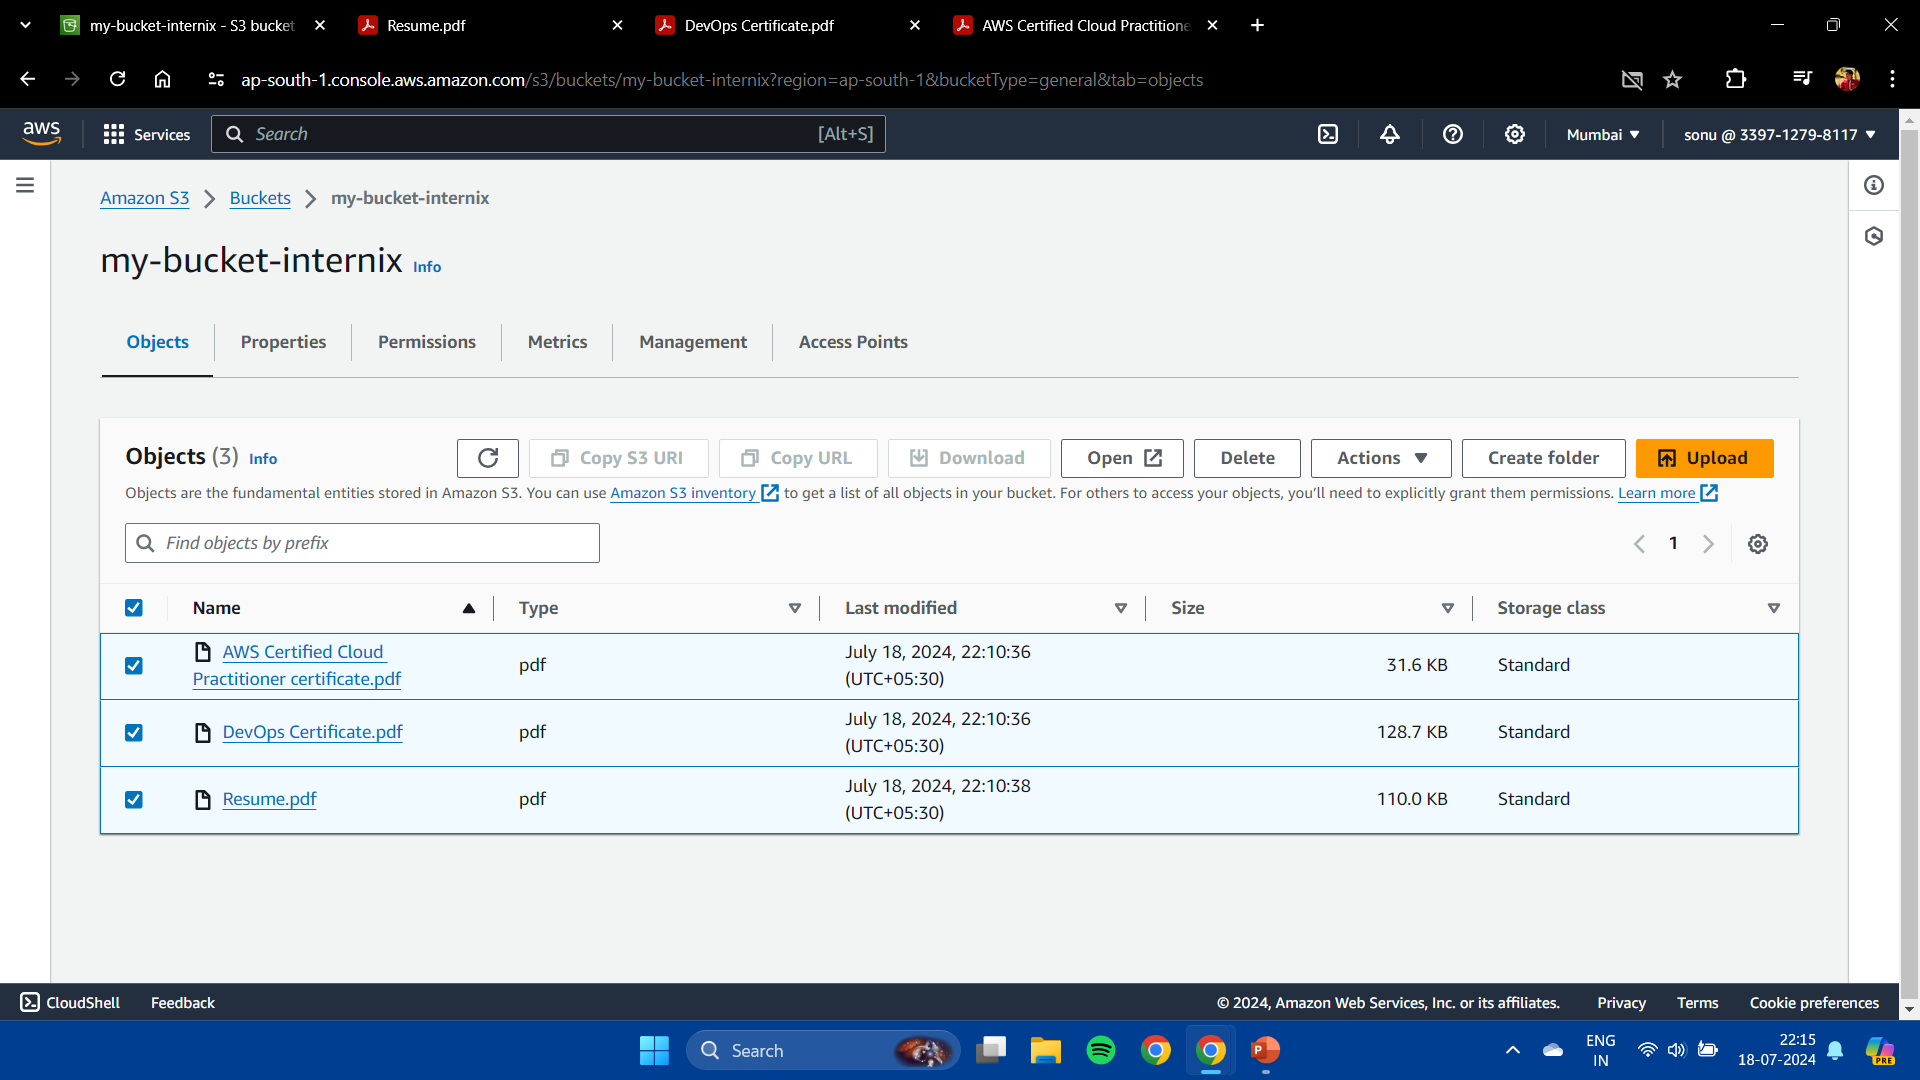 my-bucket-internix - S3 bucket
Resume.pdf
DevOps Certificate.pdf
AWS Certified Cloud Practitione
ap-south-1.console.aws.amazon.com/s3/buckets/my-bucket-internix?region=ap-south-1&bucketType=general&tab=objects
aws
Services
Search
[Alt+S]
Mumbai
sonu @ 3397-1279-8117
Amazon S3
Buckets
my-bucket-internix
my-bucket-internix Info
Objects
Properties
Permissions
Metrics
Management
Access Points
Objects (3) Info
Copy S3 URI
Copy URL
Download
Open
Delete
Actions
Create folder
Upload
Objects are the fundamental entities stored in Amazon S3. You can use Amazon S3 inventory to get a list of all objects in your bucket. For others to access your objects, you'll need to explicitly grant them permissions. Learn more
Find objects by prefix
1
Name
Type
Last modified
Size
Storage class
AWS Certified Cloud
Practitioner certificate.pdf
pdf
July 18, 2024, 22:10:36
(UTC+05:30)
31.6 KB
Standard
DevOps Certificate.pdf
pdf
July 18, 2024, 22:10:36
(UTC+05:30)
128.7 KB
Standard
Resume.pdf
pdf
July 18, 2024, 22:10:38
(UTC+05:30)
110.0 KB
Standard
CloudShell
Feedback
© 2024, Amazon Web Services, Inc. or its affiliates.
Privacy
Terms
Cookie preferences
Search
P
ENG
IN
22:15
18-07-2024
PRE